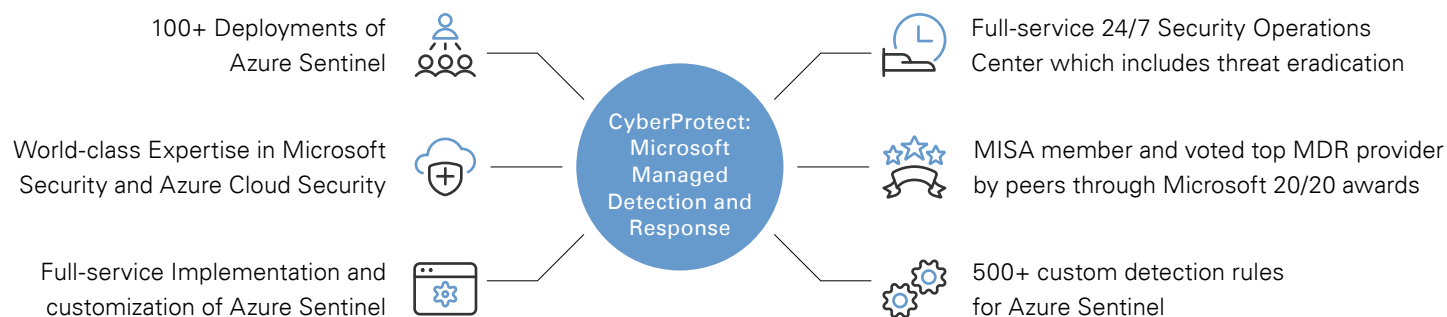 100+ Deployments of
Azure Sentinel
World-class Expertise in Microsoft
Security and Azure Cloud Security
Full-service Implementation and
customization of Azure Sentinel
CyberProtect:
Microsoft
Managed
Detection and
Response
Full-service 24/7 Security Operations
Center which includes threat eradication
MISA member and voted top MDR provider
by peers through Microsoft 20/20 awards
500+ custom detection rules
for Azure Sentinel